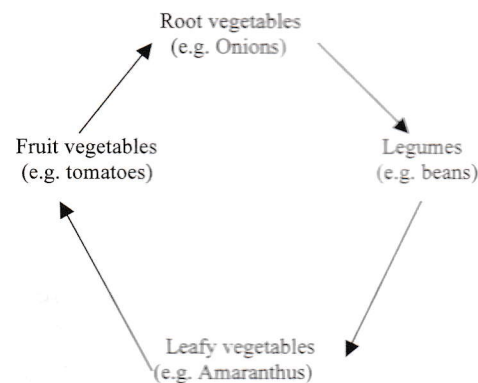 Root vegetables
(e.g. Onions)
Fruit vegetables
(e.g. tomatoes)
Legumes
(e.g. beans)
Leafy vegetables
(e.g. Amaranthus)